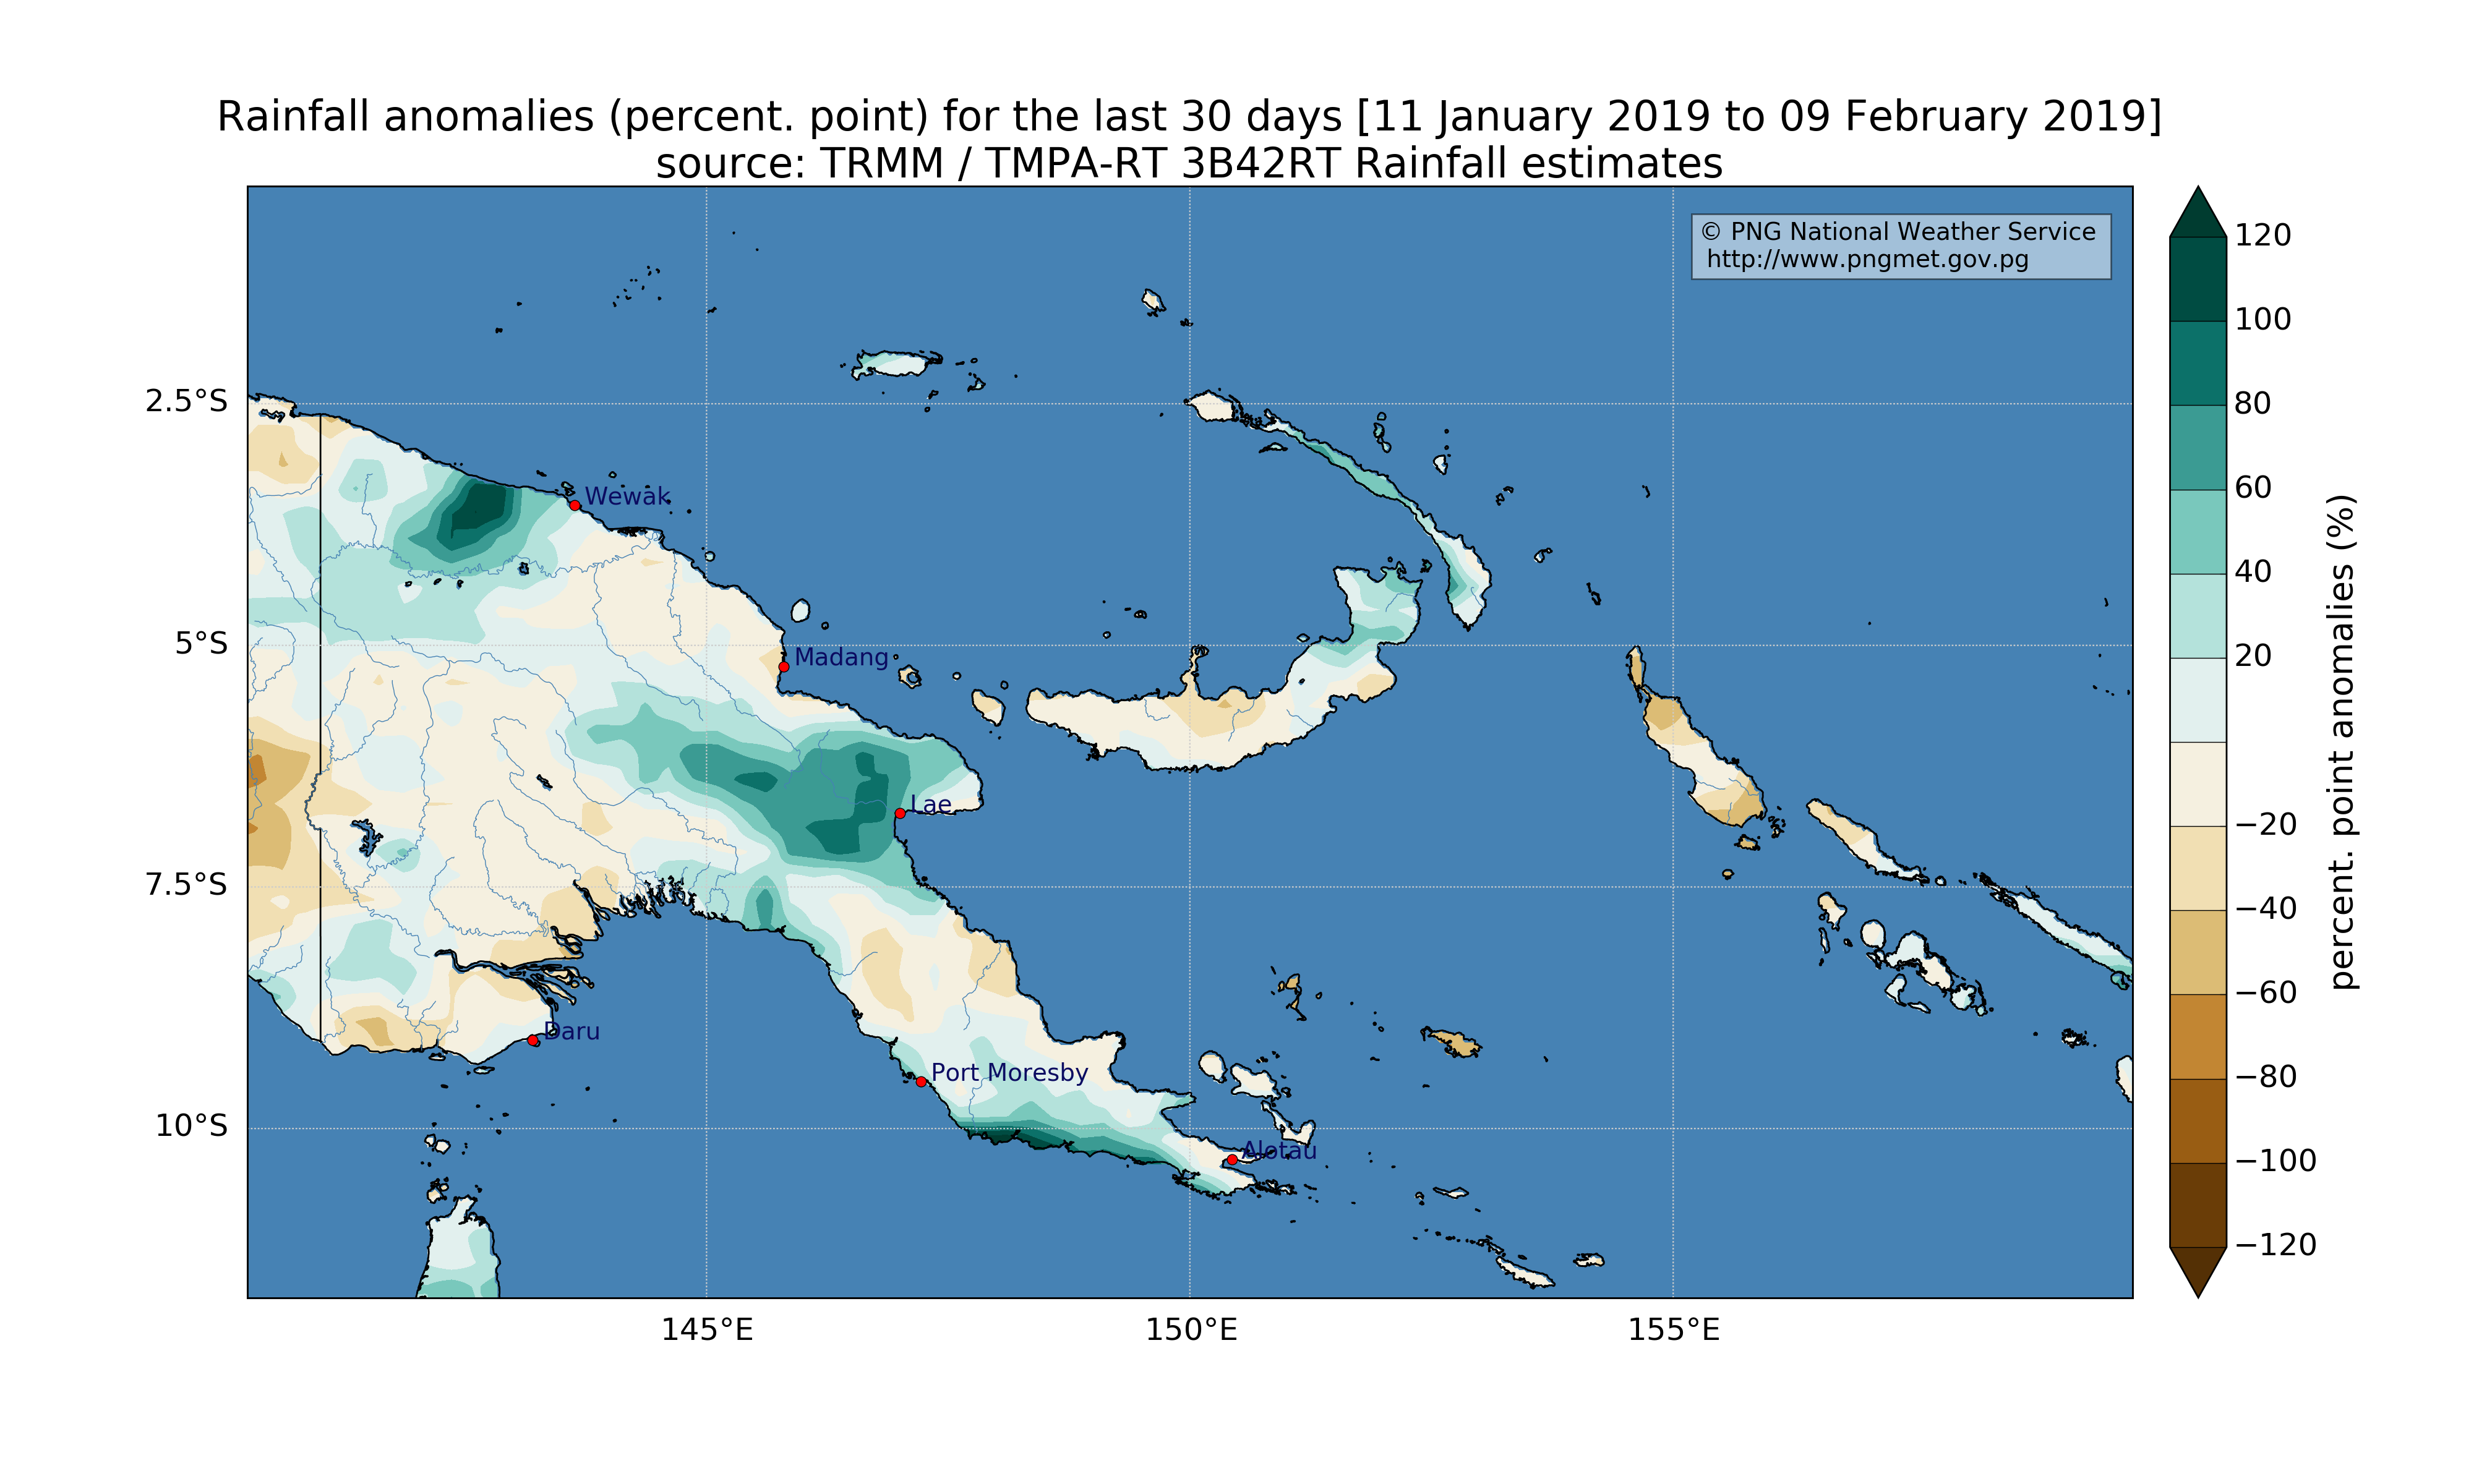 Rainfall anomalies (percent. point) for the last 30 days [11 January 2019 to 09 February 2019]
source: TRMM / TMPA-RT 3B42RT Rainfall estimates
© PNG National Weather Service
http://www.pngmet.gov.pg
2.5°S
5°S
7.5°S
10°S
Wewak
Madang
Lae
Daru
Port Moresby
Alotau
145°E
150°E
155°E
120
100
80
60
40
20
−20
−40
−60
−80
−100
−120
percent. point anomalies (%)